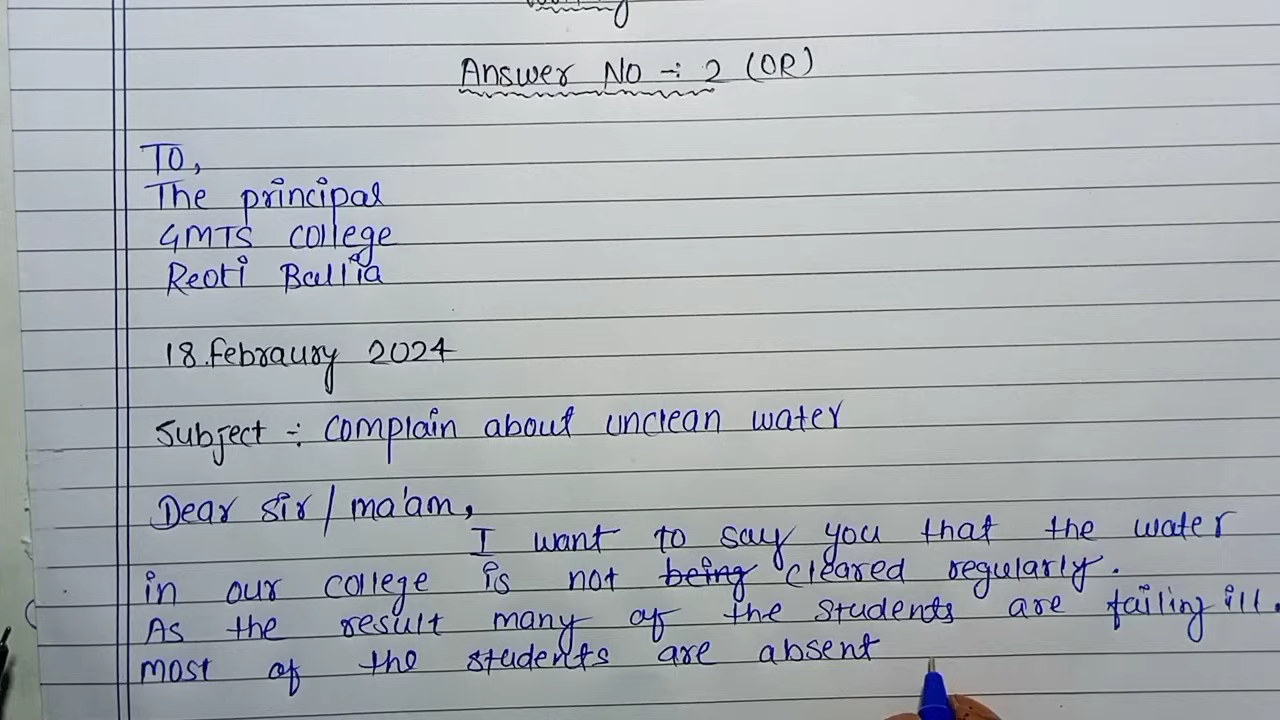 Answer No -: 2 (OR)
To,
The principal
GMTS college
Reoti Ballia
18.febraury 2024
Subject -: complain about unclean water
Dear sir/ma'am,
I want to say you that the water
in our college is not being cleared regularly.
As the result many of the students are failing ill.
most of the students are absent